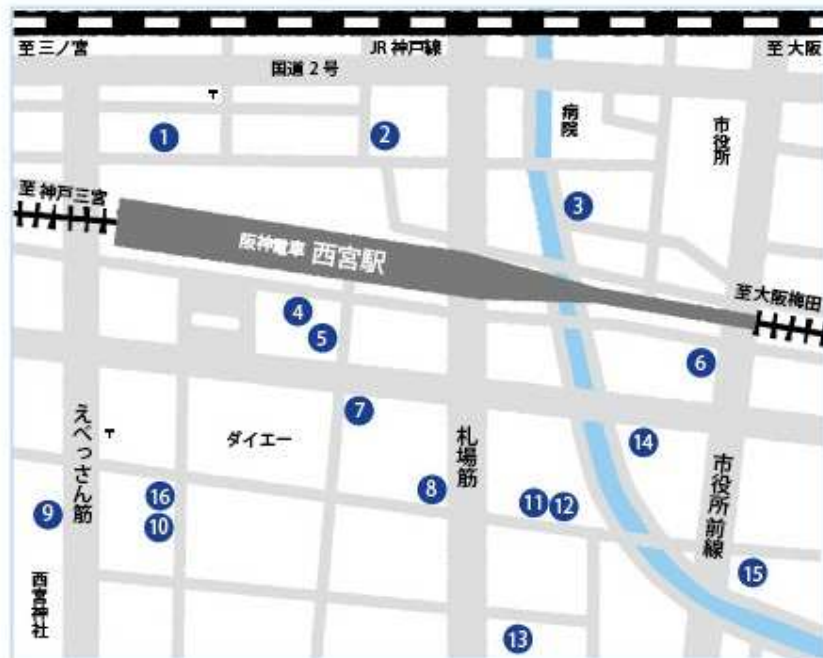 至 三ノ宮
JR 神戸線
至 大阪
国道 2 号
〒
病院
市役所
1
2
3
至 神戸三宮
阪神電車 西宮駅
至 大阪梅田
4
5
6
7
えべっさん筋
〒
ダイエー
札場筋
14
市役所前線
8
9
16
10
11
12
15
西宮神社
13